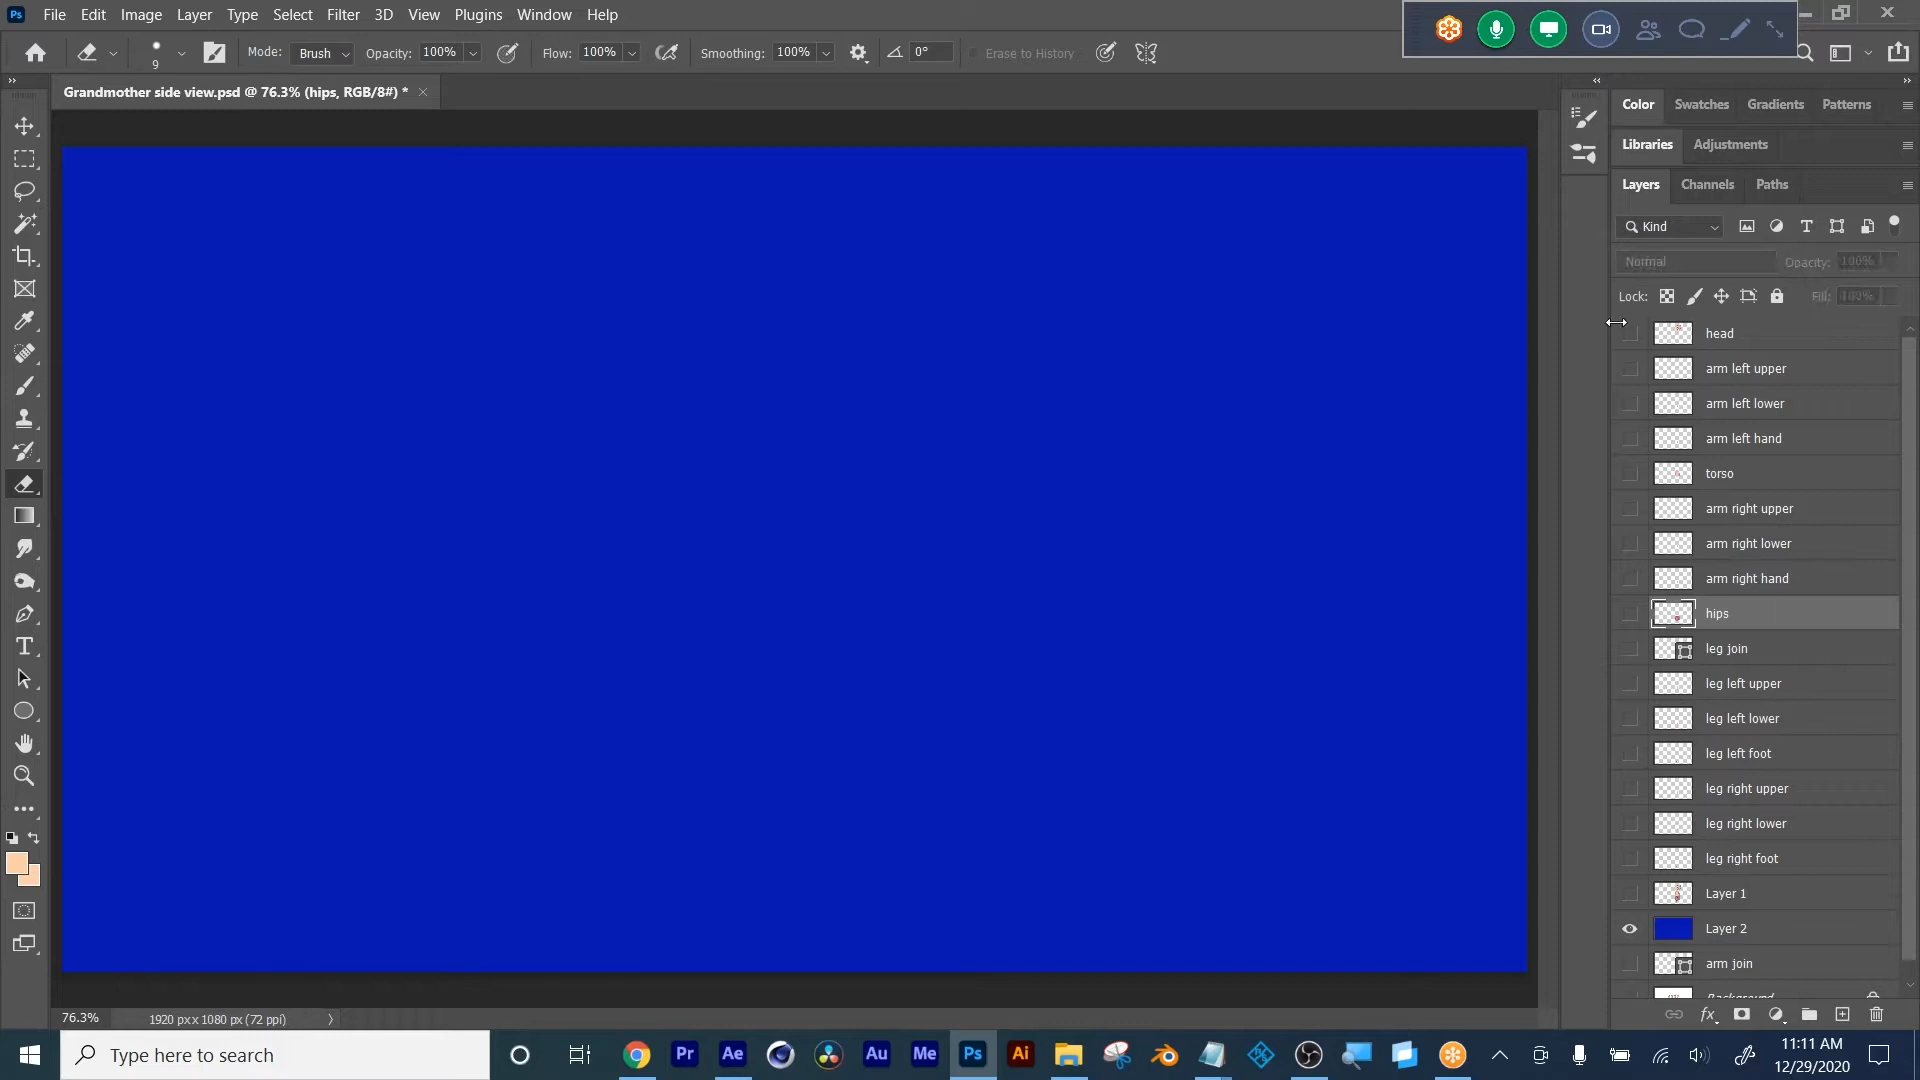 Ps File Edit Image Layer Type Select Filter 3D View Plugins Window Help
9 Mode: Brush Opacity: 100% Flow: 100% Smoothing: 100% 0° Erase to History
Grandmother side view.psd @ 76.3% (hips, RGB/8#) *
Color Swatches Gradients Patterns
Libraries Adjustments
Layers Channels Paths
Kind
Normal Opacity: 100%
Lock: Fill: 100%
head
arm left upper
arm left lower
arm left hand
torso
arm right upper
arm right lower
arm right hand
hips
leg join
leg left upper
leg left lower
leg left foot
leg right upper
leg right lower
leg right foot
Layer 1
Layer 2
arm join
Background
76.3% 1920 px x 1080 px (72 ppi)
fx
Type here to search
Pr Ae Au Me Ps Ai
11:11 AM
12/29/2020